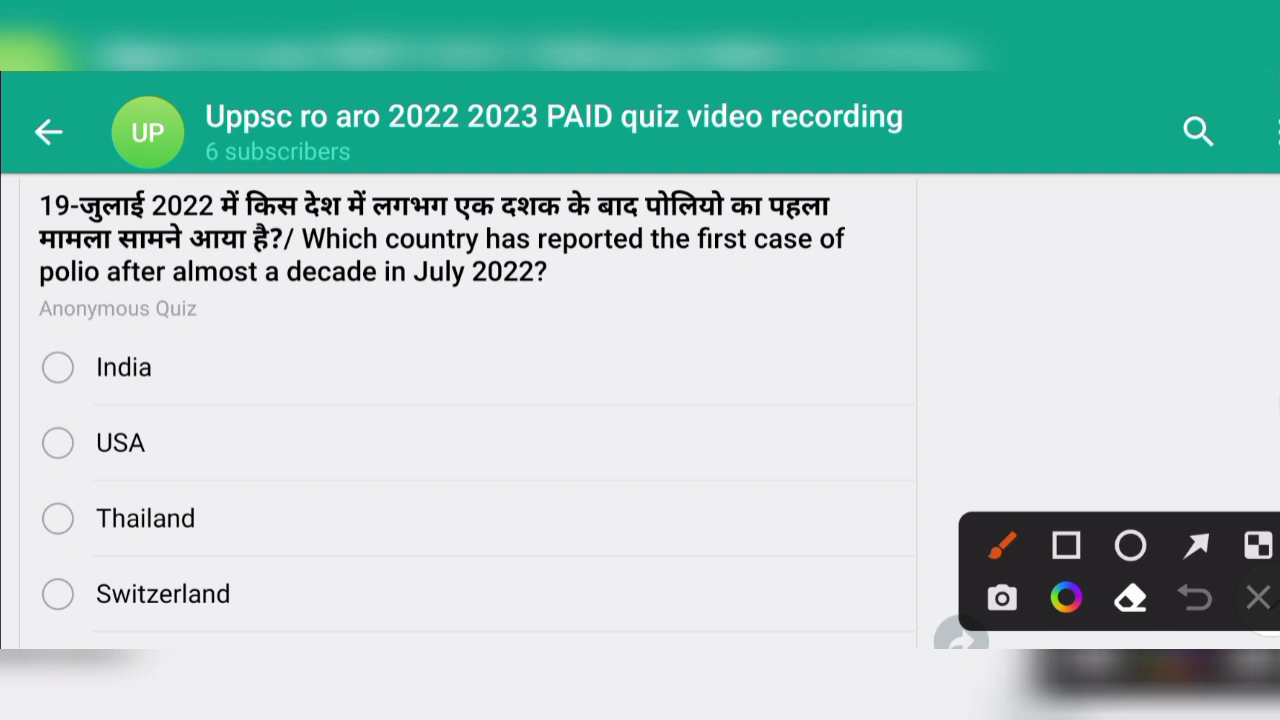 UP
Uppsc ro aro 2022 2023 PAID quiz video recording
6 subscribers
19-जुलाई 2022 में किस देश में लगभग एक दशक के बाद पोलियो का पहला
मामला सामने आया है?/ Which country has reported the first case of
polio after almost a decade in July 2022?
Anonymous Quiz
India
USA
Thailand
Switzerland